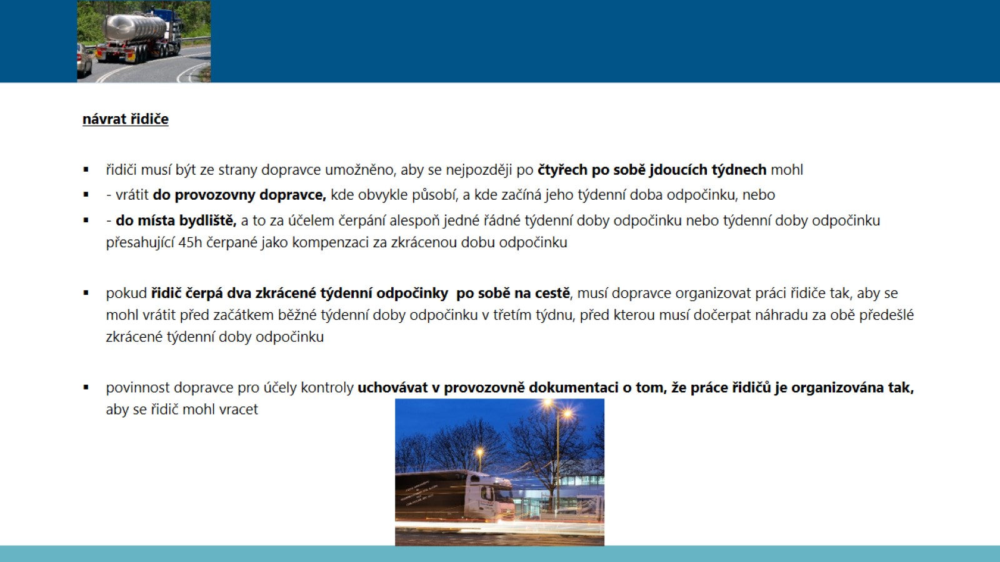 návrat řidiče
▪ řidiči musí být ze strany dopravce umožněno, aby se nejpozději po čtyřech po sobě jdoucích týdnech mohl
▪ - vrátit do provozovny dopravce, kde obvykle působí, a kde začíná jeho týdenní doba odpočinku, nebo
▪ - do místa bydliště, a to za účelem čerpání alespoň jedné řádné týdenní doby odpočinku nebo týdenní doby odpočinku
přesahující 45h čerpané jako kompenzaci za zkrácenou dobu odpočinku
▪ pokud řidič čerpá dva zkrácené týdenní odpočinky  po sobě na cestě, musí dopravce organizovat práci řidiče tak, aby se
mohl vrátit před začátkem běžné týdenní doby odpočinku v třetím týdnu, před kterou musí dočerpat náhradu za obě předešlé
zkrácené týdenní doby odpočinku
▪ povinnost dopravce pro účely kontroly uchovávat v provozovně dokumentaci o tom, že práce řidičů je organizována tak,
aby se řidič mohl vracet